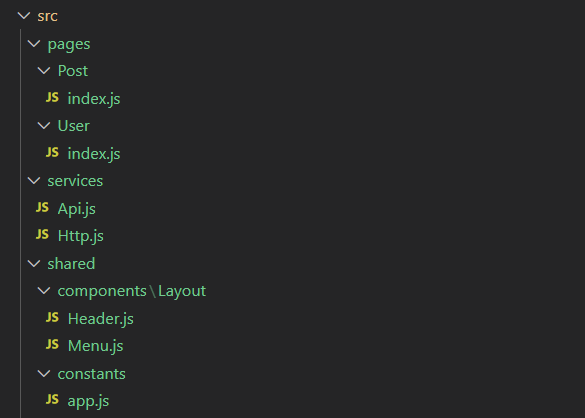 src
pages
Post
JS index.js
User
JS index.js
services
JS Api.js
JS Http.js
shared
components\Layout
JS Header.js
JS Menu.js
constants
JS app.js